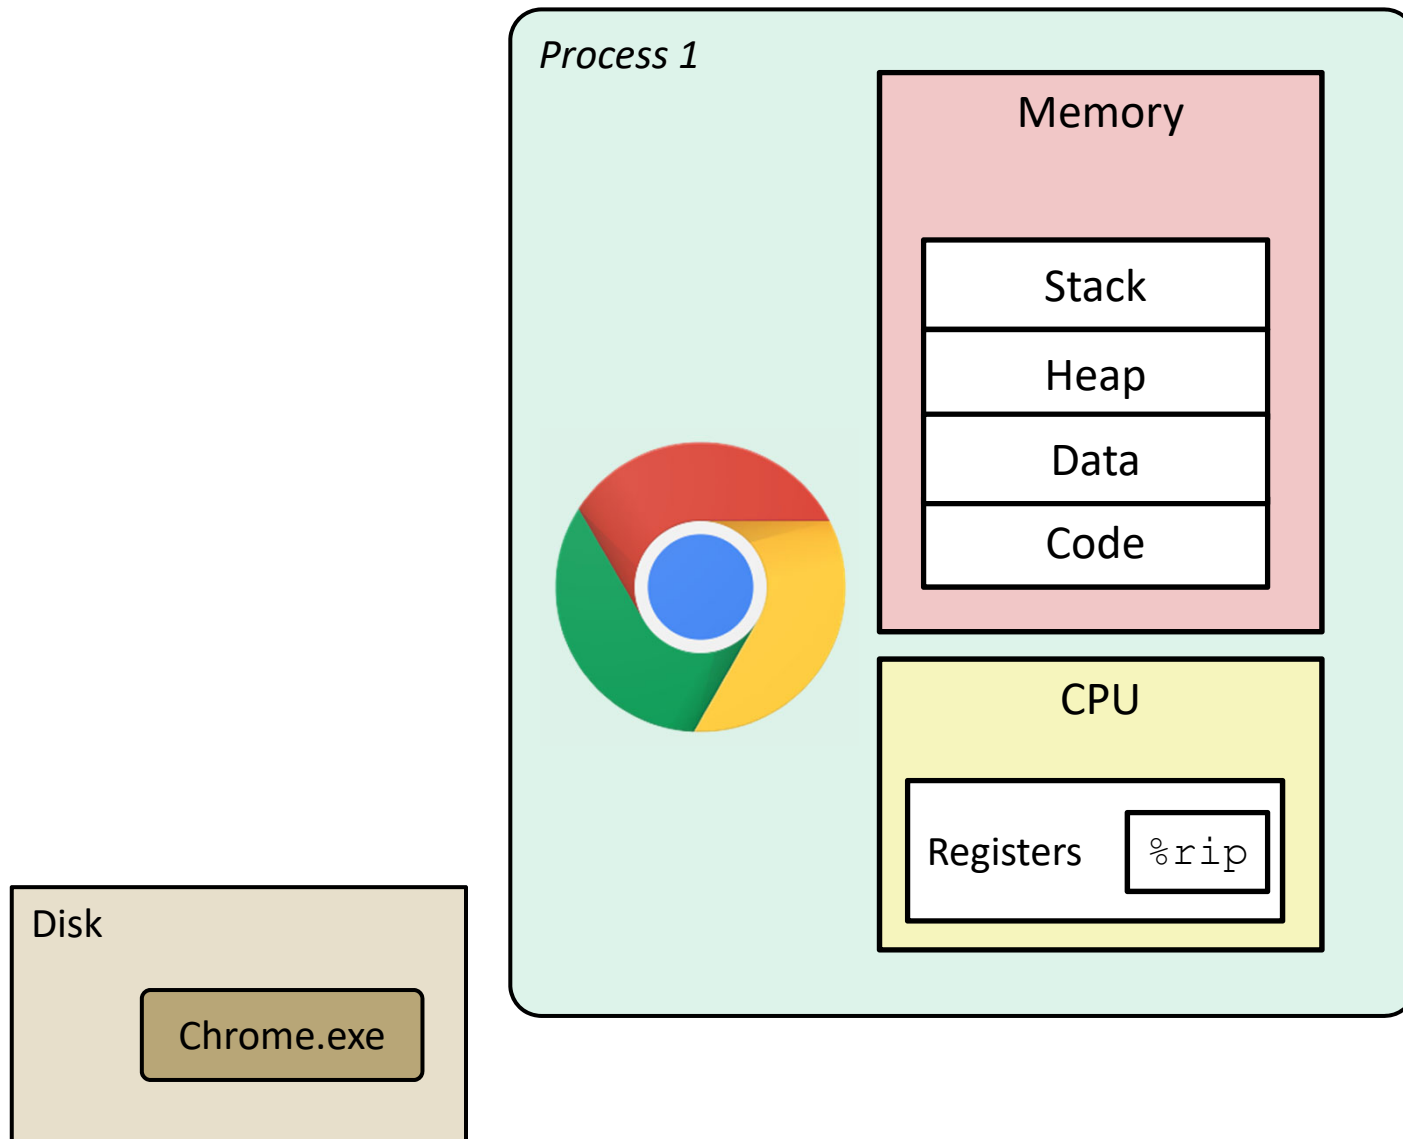 Process 1
Memory
Stack
Heap
Data
Code
CPU
Registers %rip
Disk
Chrome.exe